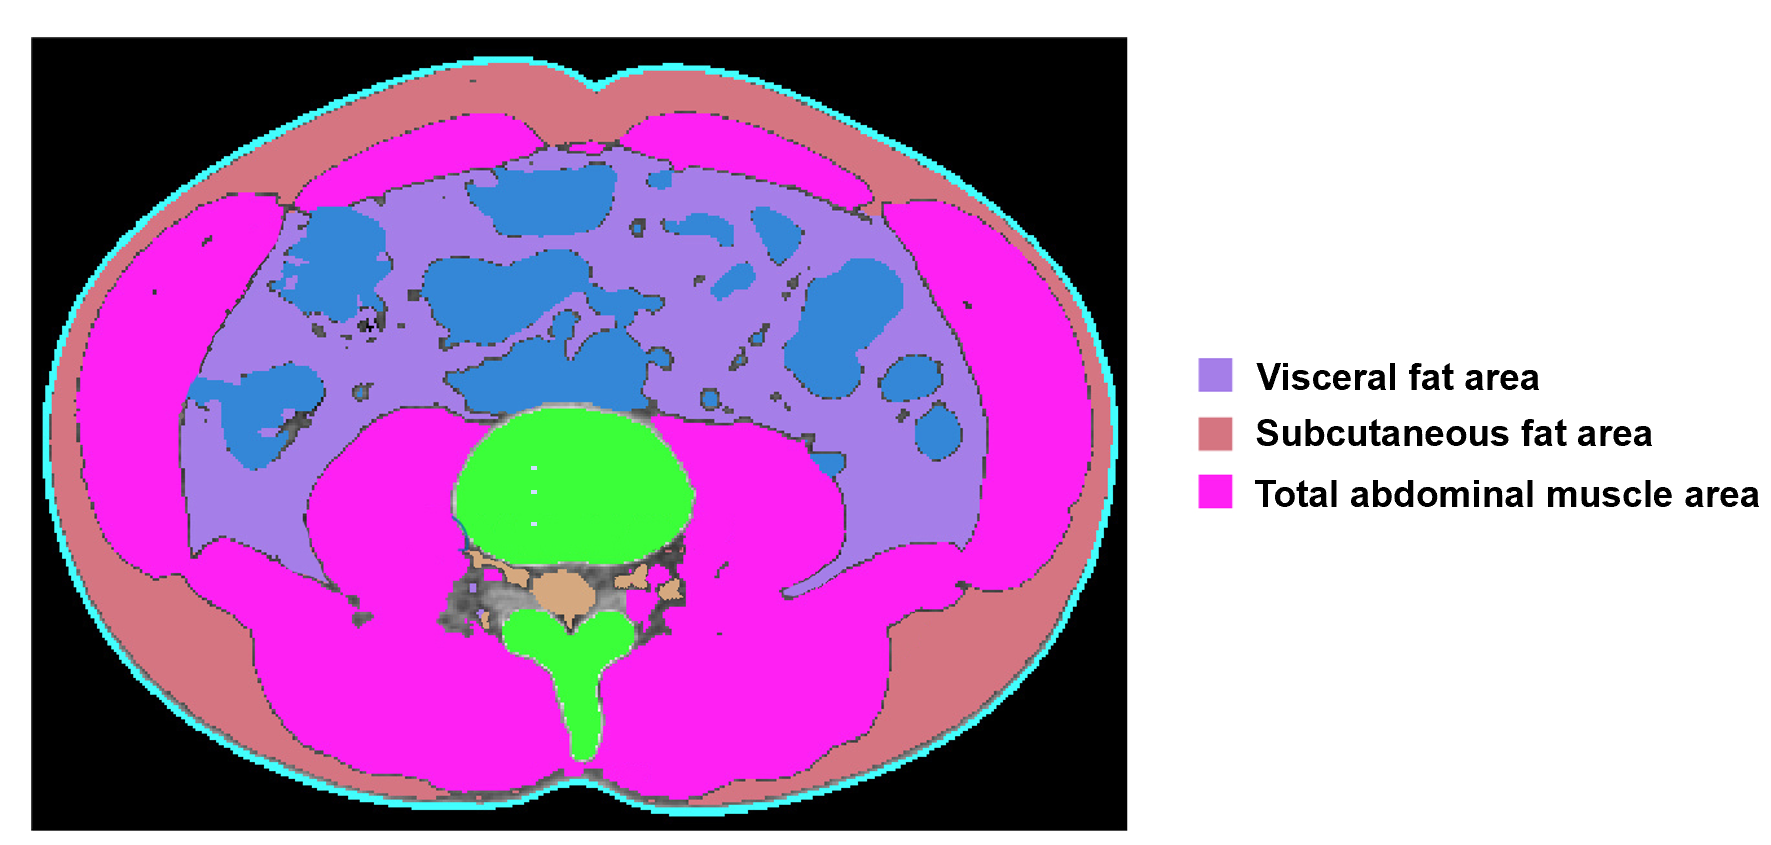 Visceral fat area
Subcutaneous fat area
Total abdominal muscle area